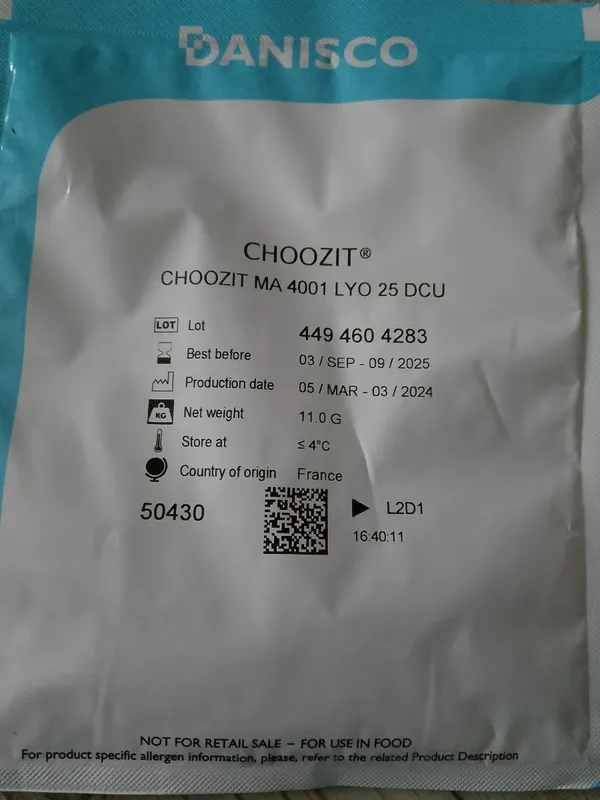 DANISCO
CHOOZIT®
CHOOZIT MA 4001 LYO 25 DCU
LOT Lot 449 460 4283
Best before 03 / SEP - 09 / 2025
Production date 05 / MAR - 03 / 2024
KG Net weight 11.0 G
Store at ≤ 4°C
Country of origin France
50430 ▶ L2D1
16:40:11
NOT FOR RETAIL SALE – FOR USE IN FOOD
For product specific allergen information, please, refer to the related Product Description